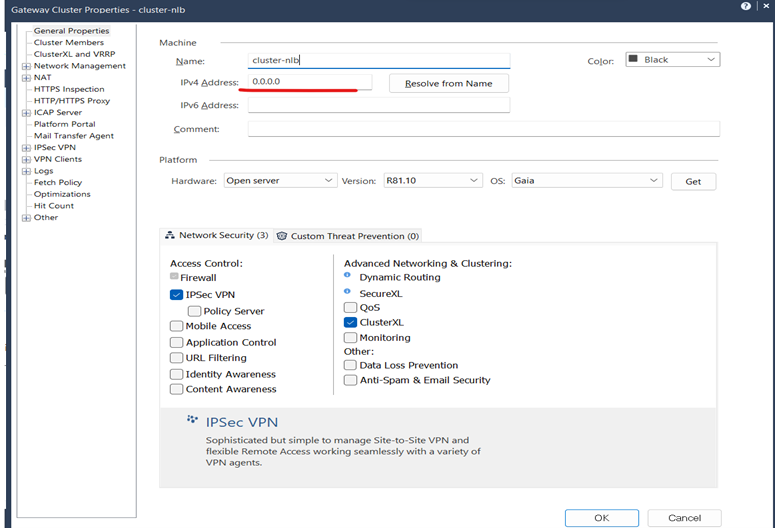 Gateway Cluster Properties - cluster-nlb
General Properties
Cluster Members
ClusterXL and VRRP
Network Management
NAT
HTTPS Inspection
HTTP/HTTPS Proxy
ICAP Server
Platform Portal
Mail Transfer Agent
IPSec VPN
VPN Clients
Logs
Fetch Policy
Optimizations
Hit Count
Other
Machine
Name: cluster-nlb Color: Black
IPv4 Address: 0.0.0.0 Resolve from Name
IPv6 Address:
Comment:
Platform
Hardware: Open server Version: R81.10 OS: Gaia Get
Network Security (3) Custom Threat Prevention (0)
Access Control:
Firewall
IPSec VPN
Policy Server
Mobile Access
Application Control
URL Filtering
Identity Awareness
Content Awareness
Advanced Networking & Clustering:
Dynamic Routing
SecureXL
QoS
ClusterXL
Monitoring
Other:
Data Loss Prevention
Anti-Spam & Email Security
IPSec VPN
Sophisticated but simple to manage Site-to-Site VPN and
flexible Remote Access working seamlessly with a variety of
VPN agents.
OK Cancel